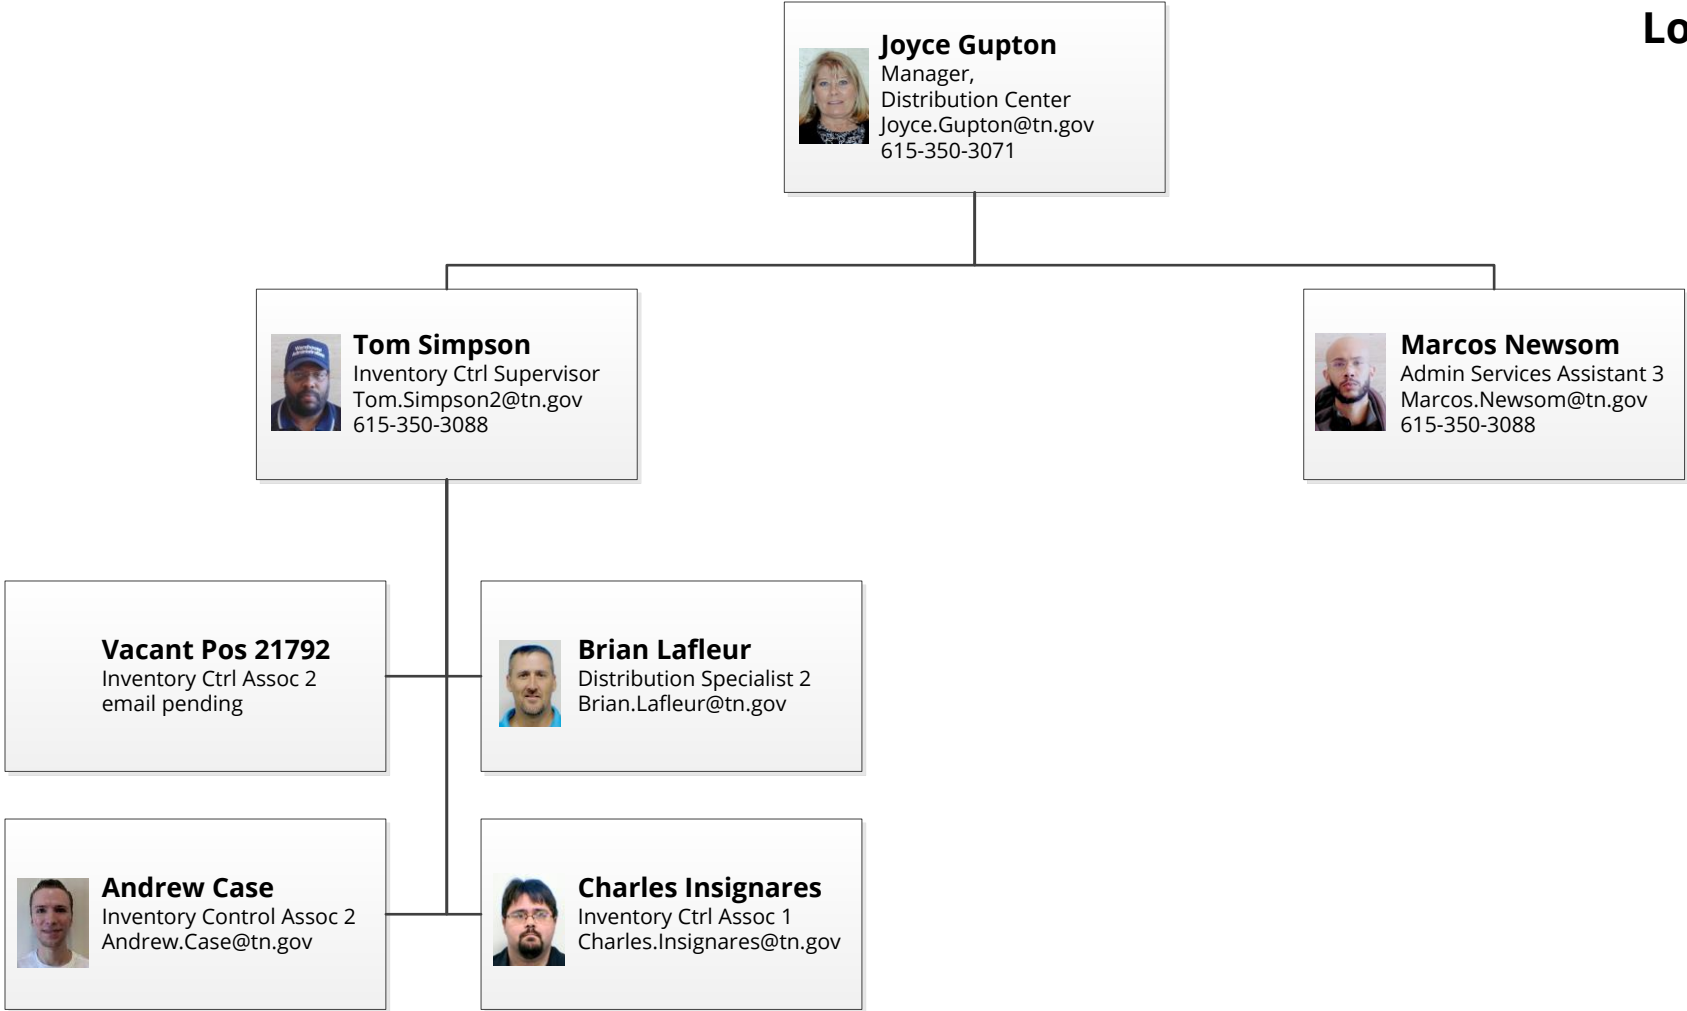 Lo
Joyce Gupton
Manager,
Distribution Center
Joyce.Gupton@tn.gov
615-350-3071
Tom Simpson
Inventory Ctrl Supervisor
Tom.Simpson2@tn.gov
615-350-3088
Marcos Newsom
Admin Services Assistant 3
Marcos.Newsom@tn.gov
615-350-3088
Vacant Pos 21792
Inventory Ctrl Assoc 2
email pending
Brian Lafleur
Distribution Specialist 2
Brian.Lafleur@tn.gov
Andrew Case
Inventory Control Assoc 2
Andrew.Case@tn.gov
Charles Insignares
Inventory Ctrl Assoc 1
Charles.Insignares@tn.gov